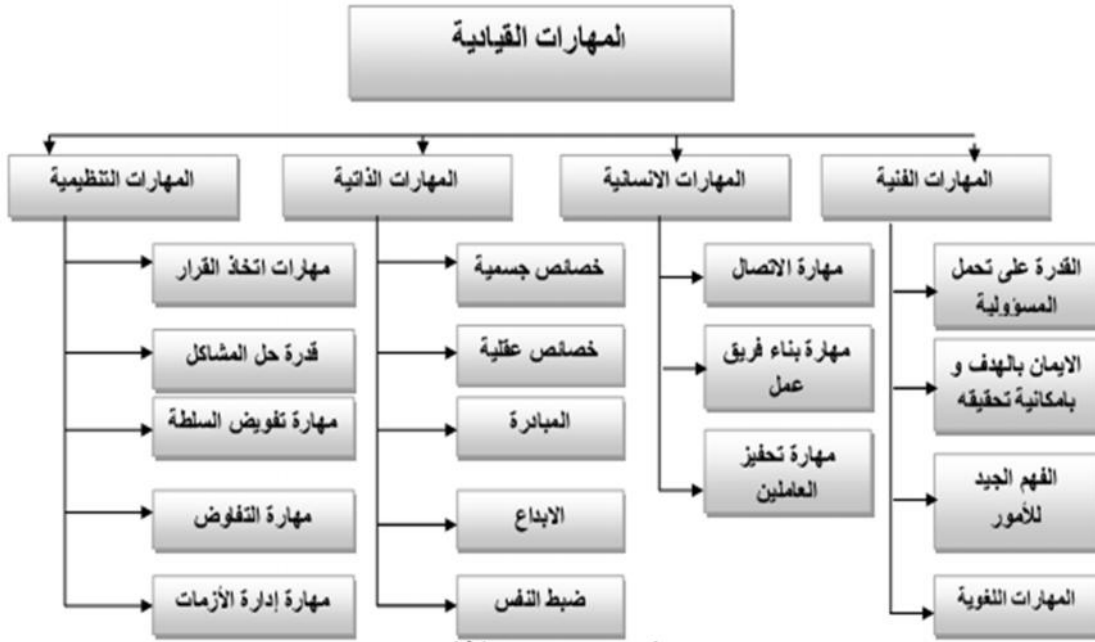 المهارات القيادية
المهارات الفنية
القدرة على تحمل
المسؤولية
الايمان بالهدف و
بامكانية تحقيقه
الفهم الجيد
للأمور
المهارات اللغوية
المهارات الانسانية
مهارة الاتصال
مهارة بناء فريق
عمل
مهارة تحفيز
العاملين
المهارات الذاتية
خصائص جسمية
خصائص عقلية
المبادرة
الابداع
ضبط النفس
المهارات التنظيمية
مهارات اتخاذ القرار
قدرة حل المشاكل
مهارة تفويض السلطة
مهارة التفاوض
مهارة إدارة الأزمات